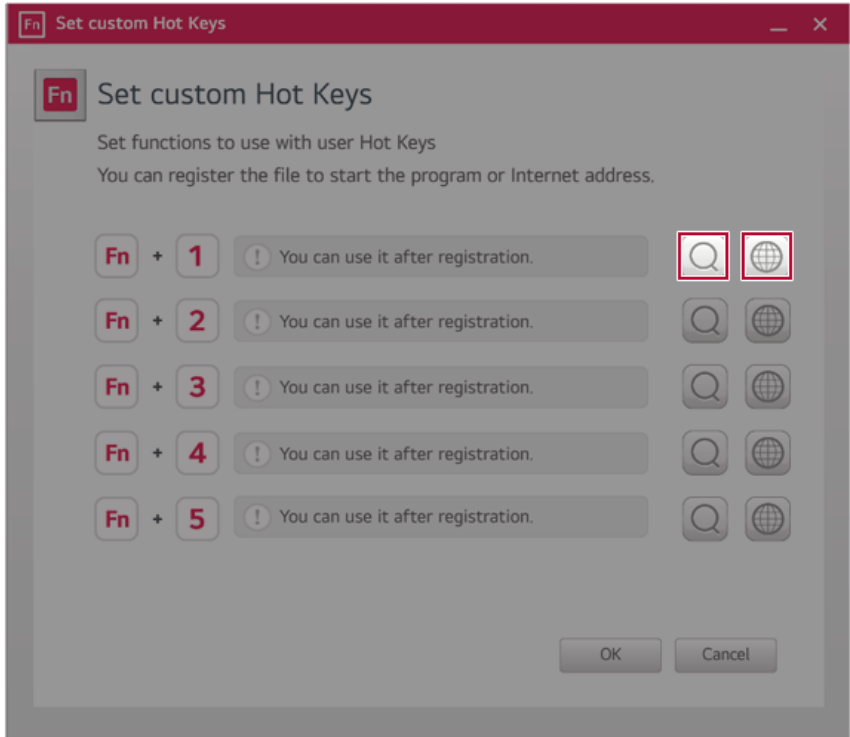 Fn Set custom Hot Keys
Fn Set custom Hot Keys
Set functions to use with user Hot Keys
You can register the file to start the program or Internet address.
Fn + 1 ! You can use it after registration.
Fn + 2 ! You can use it after registration.
Fn + 3 ! You can use it after registration.
Fn + 4 ! You can use it after registration.
Fn + 5 ! You can use it after registration.
OK Cancel